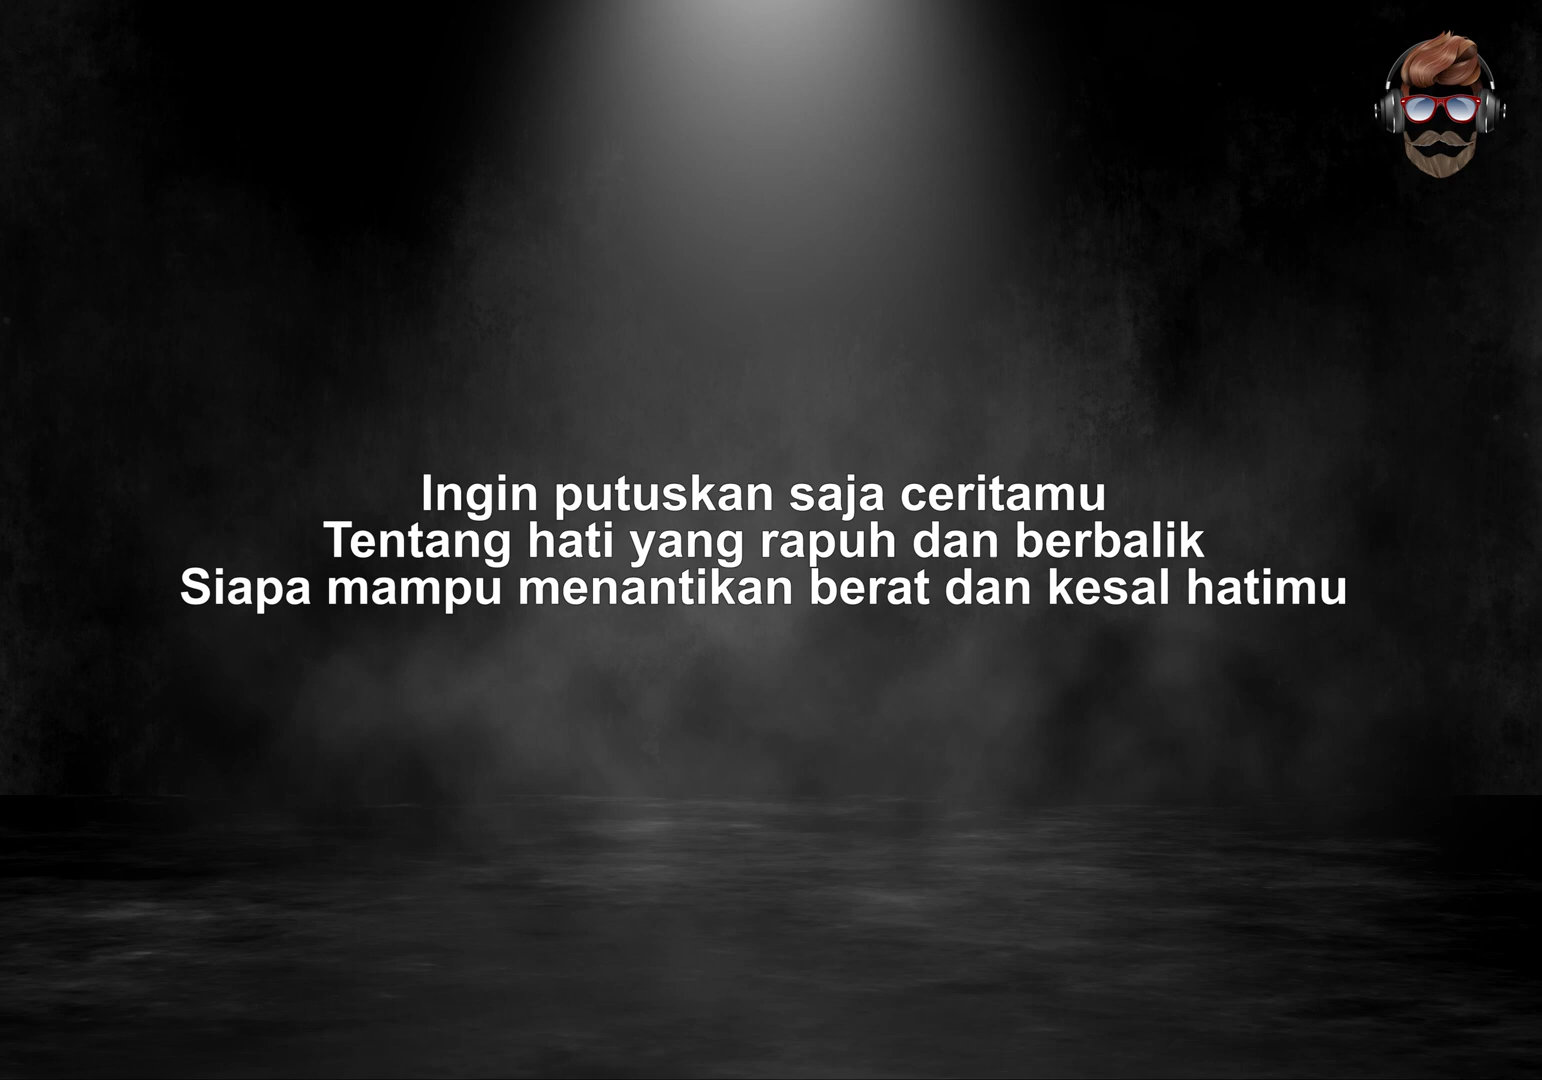 Ingin putuskan saja ceritamu
Tentang hati yang rapuh dan berbalik
Siapa mampu menantikan berat dan kesal hatimu